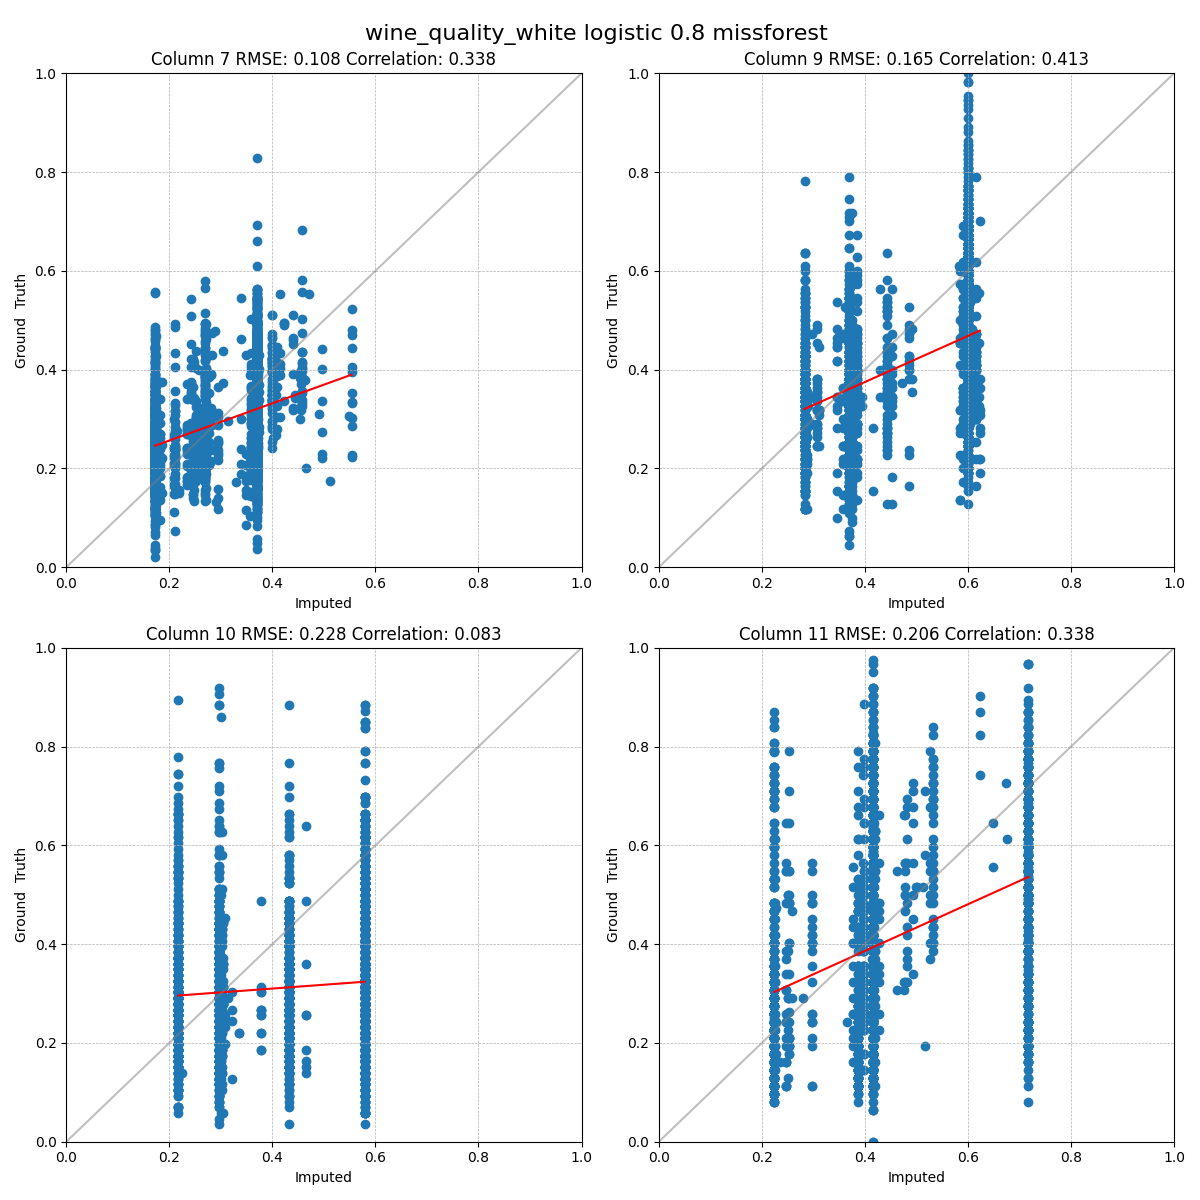 wine_quality_white logistic 0.8 missforest
Column 7 RMSE: 0.108 Correlation: 0.338
Column 9 RMSE: 0.165 Correlation: 0.413
1.0
0.8
0.6
0.4
0.2
0.0
Ground Truth
0.0 0.2 0.4 0.6 0.8 1.0
Imputed
1.0
0.8
0.6
0.4
0.2
0.0
Ground Truth
0.0 0.2 0.4 0.6 0.8 1.0
Imputed
Column 10 RMSE: 0.228 Correlation: 0.083
Column 11 RMSE: 0.206 Correlation: 0.338
1.0
0.8
0.6
0.4
0.2
0.0
Ground Truth
0.0 0.2 0.4 0.6 0.8 1.0
Imputed
1.0
0.8
0.6
0.4
0.2
0.0
Ground Truth
0.0 0.2 0.4 0.6 0.8 1.0
Imputed